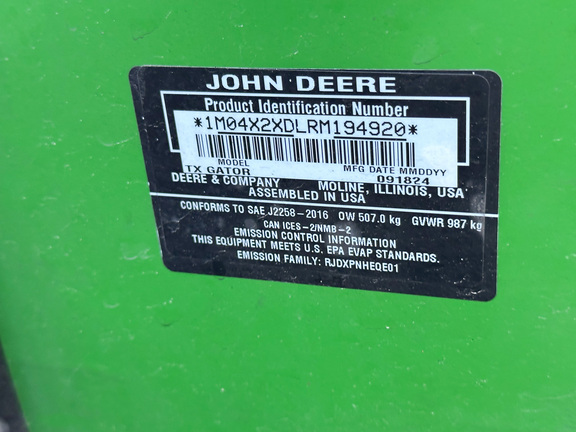 JOHN DEERE
Product Identification Number
*1M04X2XDLRM194920*
MODEL MFG DATE MMDDYY
TX GATOR 091824
DEERE & COMPANY MOLINE, ILLINOIS, USA
ASSEMBLED IN USA
CONFORMS TO SAE J2258-2016 OW 507.0 kg GVWR 987 kg
CAN ICES-2/NMB-2
EMISSION CONTROL INFORMATION
THIS EQUIPMENT MEETS U.S. EPA EVAP STANDARDS.
EMISSION FAMILY: RJDXPNHEQE01